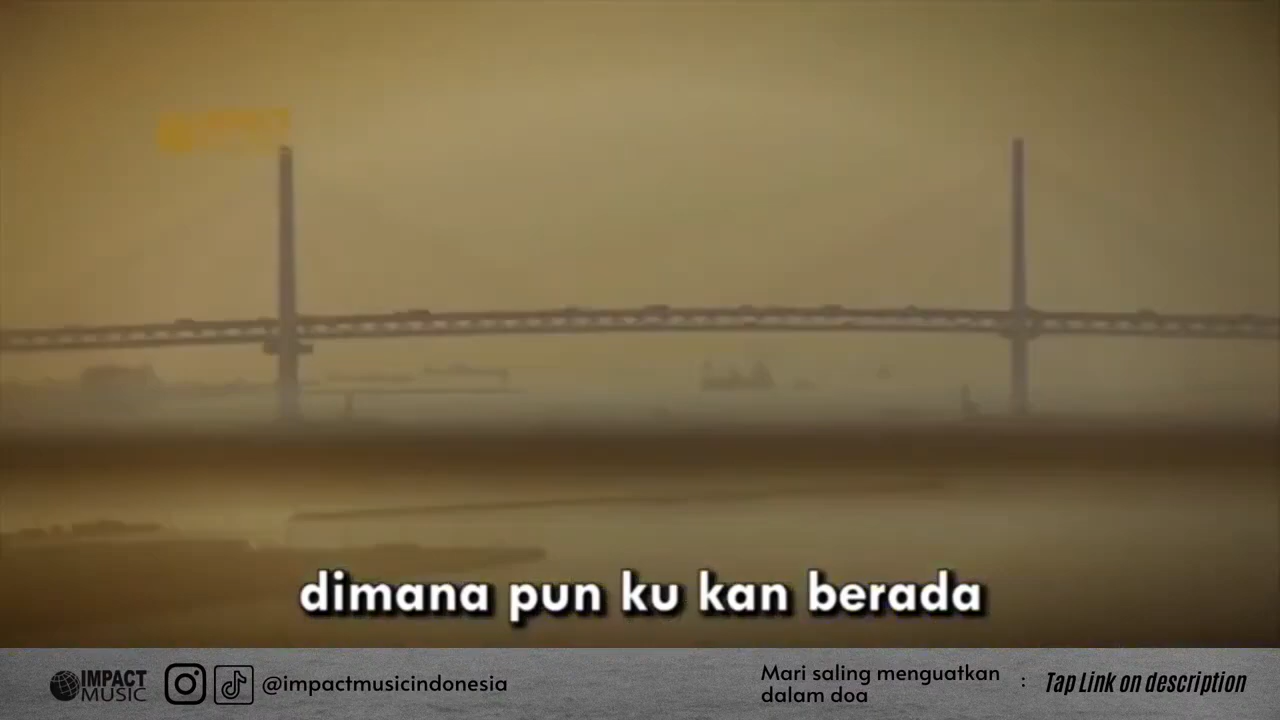 dimana pun ku kan berada
IMPACT
MUSIC
@impactmusicindonesia
Mari saling menguatkan
dalam doa
:
Tap Link on description